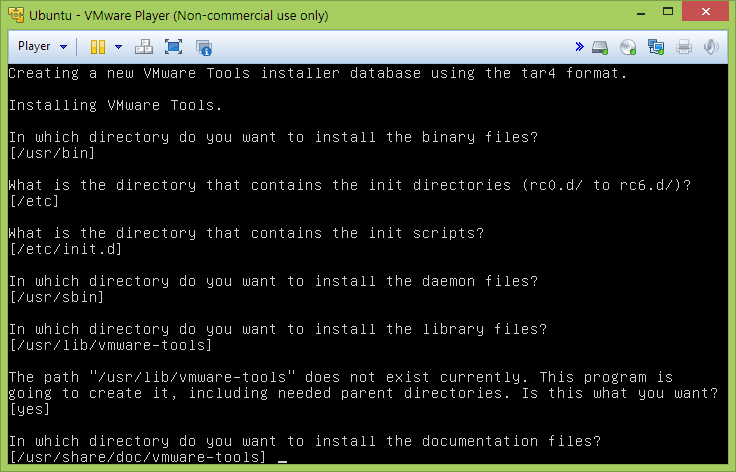 Ubuntu - VMware Player (Non-commercial use only)
Player
Creating a new VMware Tools installer database using the tar4 format.
Installing VMware Tools.
In which directory do you want to install the binary files?
[/usr/bin]
What is the directory that contains the init directories (rc0.d/ to rc6.d/)?
[/etc]
What is the directory that contains the init scripts?
[/etc/init.d]
In which directory do you want to install the daemon files?
[/usr/sbin]
In which directory do you want to install the library files?
[/usr/lib/vmware-tools]
The path "/usr/lib/vmware-tools" does not exist currently. This program is
going to create it, including needed parent directories. Is this what you want?
[yes]
In which directory do you want to install the documentation files?
[/usr/share/doc/vmware-tools] _